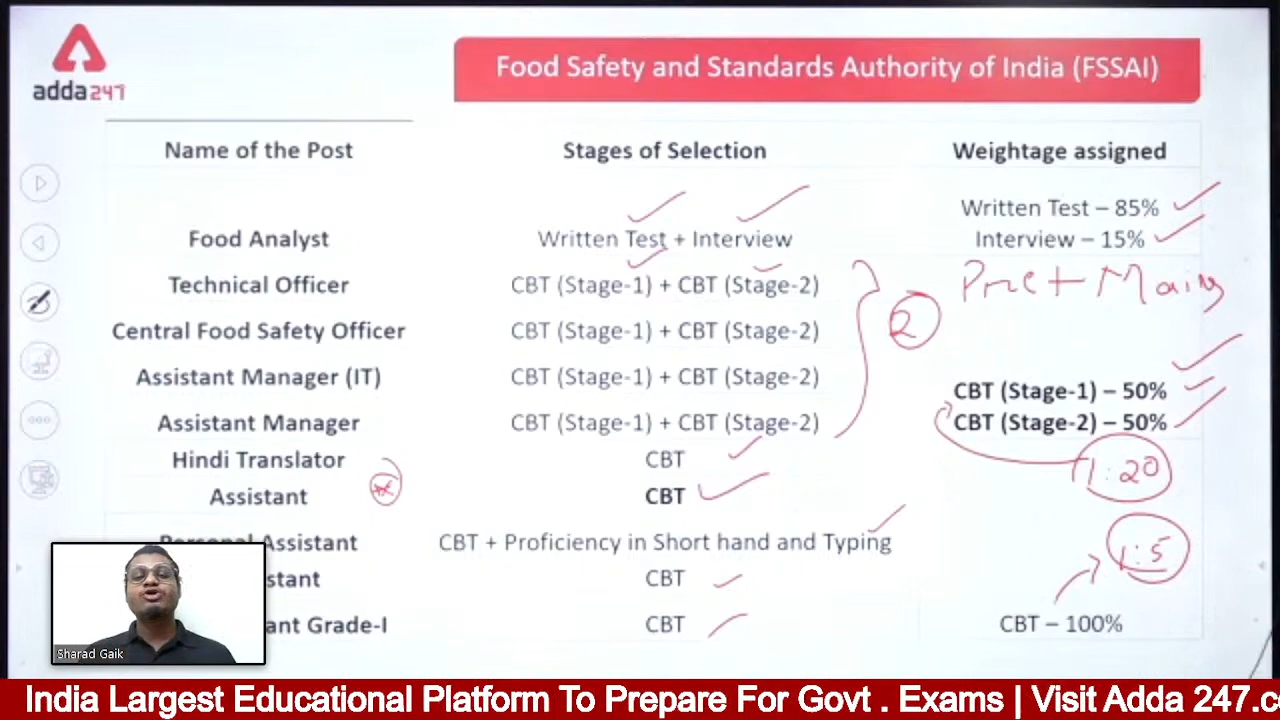 adda247
Food Safety and Standards Authority of India (FSSAI)
Name of the Post Stages of Selection Weightage assigned
Written Test – 85%
Food Analyst Written Test + Interview Interview – 15%
Technical Officer CBT (Stage-1) + CBT (Stage-2) Pre + Mains
Central Food Safety Officer CBT (Stage-1) + CBT (Stage-2) 2
Assistant Manager (IT) CBT (Stage-1) + CBT (Stage-2) CBT (Stage-1) – 50%
Assistant Manager CBT (Stage-1) + CBT (Stage-2) CBT (Stage-2) – 50%
Hindi Translator CBT 1:20
Assistant CBT
Assistant CBT + Proficiency in Short hand and Typing 1:5
stant CBT
ant Grade-I CBT CBT – 100%
Sharad Gaik
India Largest Educational Platform To Prepare For Govt . Exams | Visit Adda 247.c